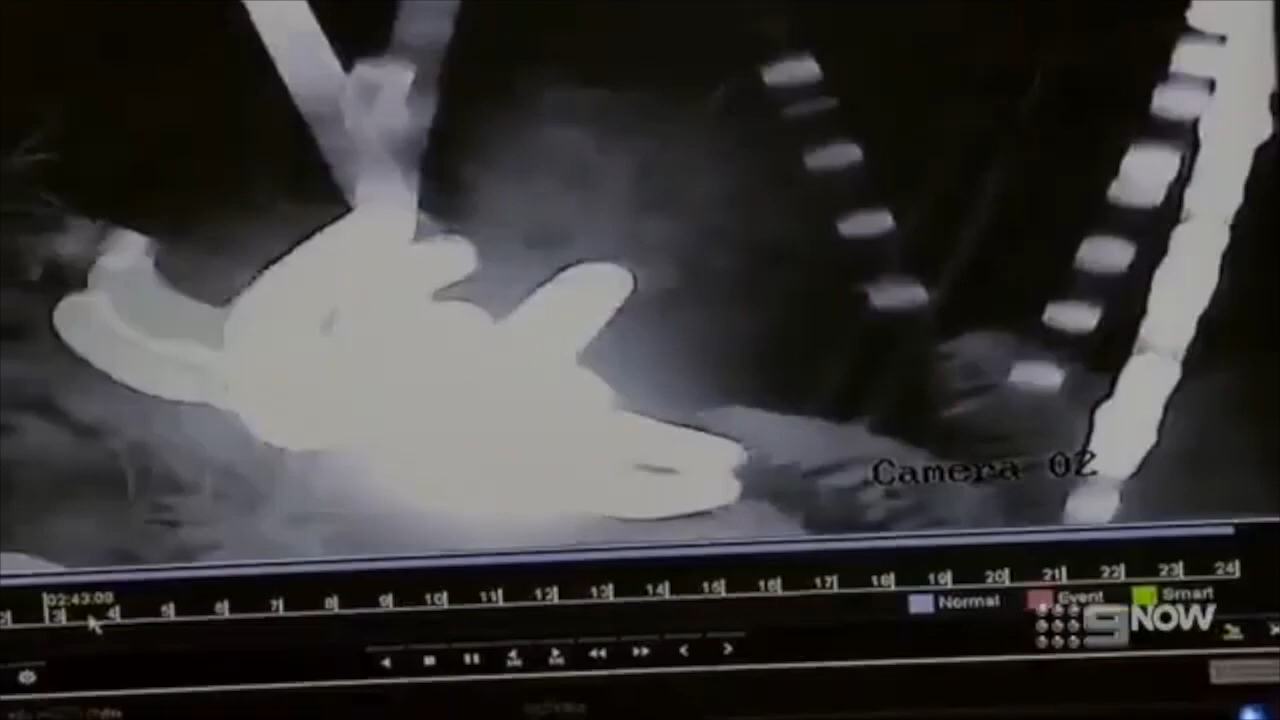 Camera 02
02:43:09
3 4 5 6 7 8 9 10 11 12 13 14 15 16 17 18 19 20 21 22 23 24
Normal Event Smart
9NOW